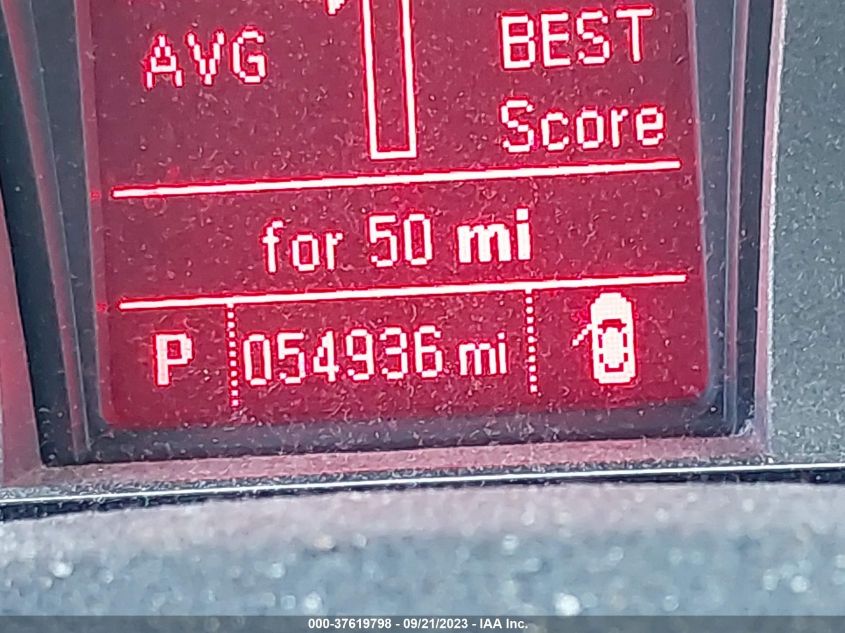 AVG BEST
Score
for 50 mi
P 054936 mi
000-37619798 - 09/21/2023 - IAA Inc.